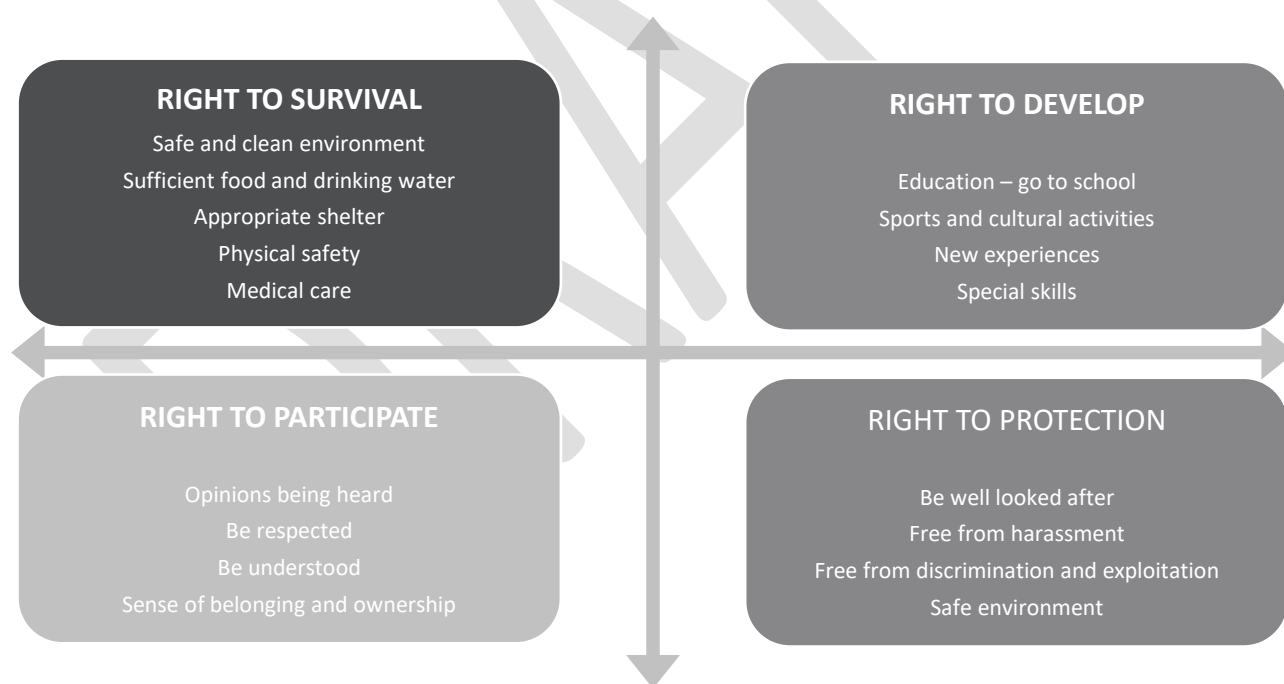 RIGHT TO SURVIVAL
Safe and clean environment
Sufficient food and drinking water
Appropriate shelter
Physical safety
Medical care
RIGHT TO DEVELOP
Education – go to school
Sports and cultural activities
New experiences
Special skills
RIGHT TO PARTICIPATE
Opinions being heard
Be respected
Be understood
Sense of belonging and ownership
RIGHT TO PROTECTION
Be well looked after
Free from harassment
Free from discrimination and exploitation
Safe environment